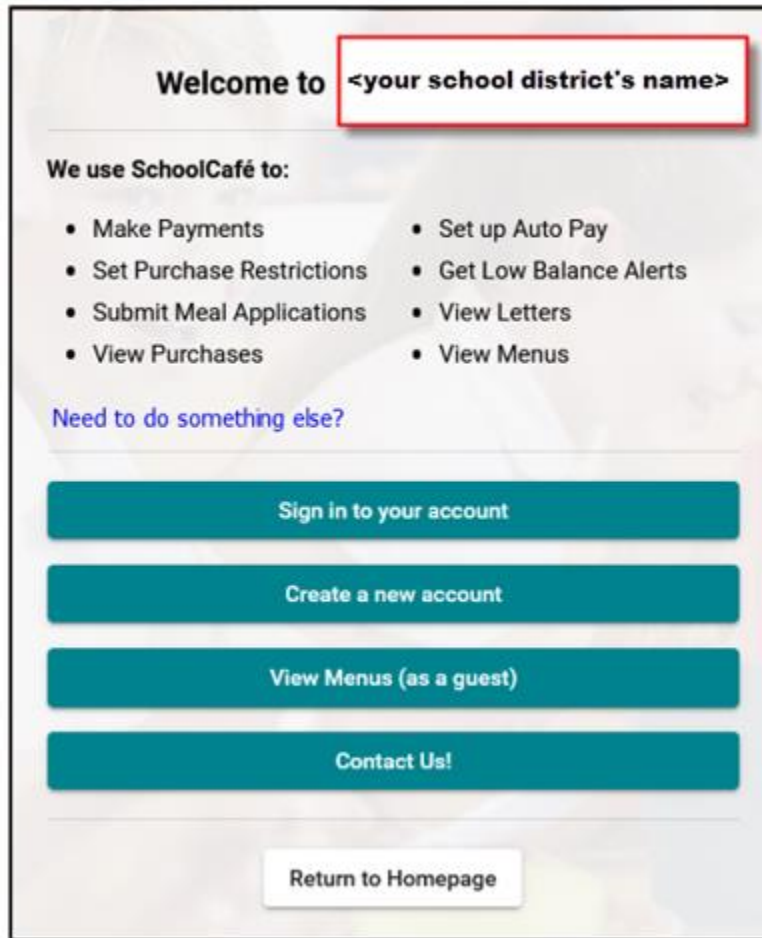 Welcome to <your school district's name>
We use SchoolCafé to:
• Make Payments
• Set Purchase Restrictions
• Submit Meal Applications
• View Purchases
• Set up Auto Pay
• Get Low Balance Alerts
• View Letters
• View Menus
Need to do something else?
Sign in to your account
Create a new account
View Menus (as a guest)
Contact Us!
Return to Homepage